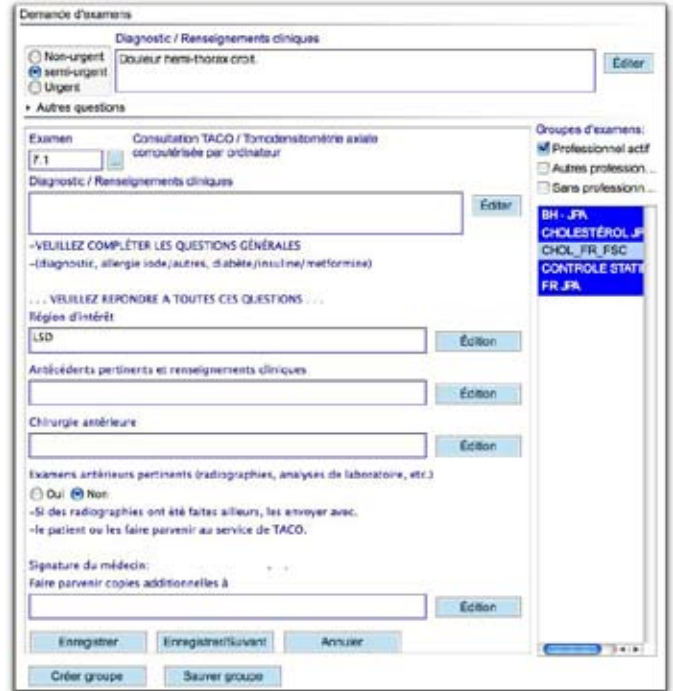 Demande d'examens
Diagnostic / Renseignements cliniques
Non-urgent
semi-urgent
Urgent
Douleur hemi-thorax droit.
Éditer
Autres questions
Examen
Consultation TACO / Tomodensitométrie axiale
computérisée par ordinateur
7.1
...
Diagnostic / Renseignements cliniques
Éditer
-VEUILLEZ COMPLÉTER LES QUESTIONS GÉNÉRALES
-(diagnostic, allergie iode/autres, diabète/insuline/metformine)
. . . VEUILLEZ REPONDRE A TOUTES CES QUESTIONS . . .
Région d'intérêt
LSD
Édition
Antécédents pertinents et renseignements cliniques
Édition
Chirurgie antérieure
Édition
Examens antérieurs pertinents (radiographies, analyses de laboratoire, etc.)
Oui Non
-Si des radiographies ont été faites ailleurs, les envoyer avec.
-le patient ou les faire parvenir au service de TACO.
Signature du médecin:
Faire parvenir copies additionnelles à
Édition
Enregistrer Enregistrer/Suivant Annuler
Créer groupe Sauver groupe
Groupes d'examens:
Professionnel actif
Autres profession...
Sans professionn...
BH - JPA
CHOLESTÉROL JP
CHOL_FR_FSC
CONTROLE STATI
FR JPA